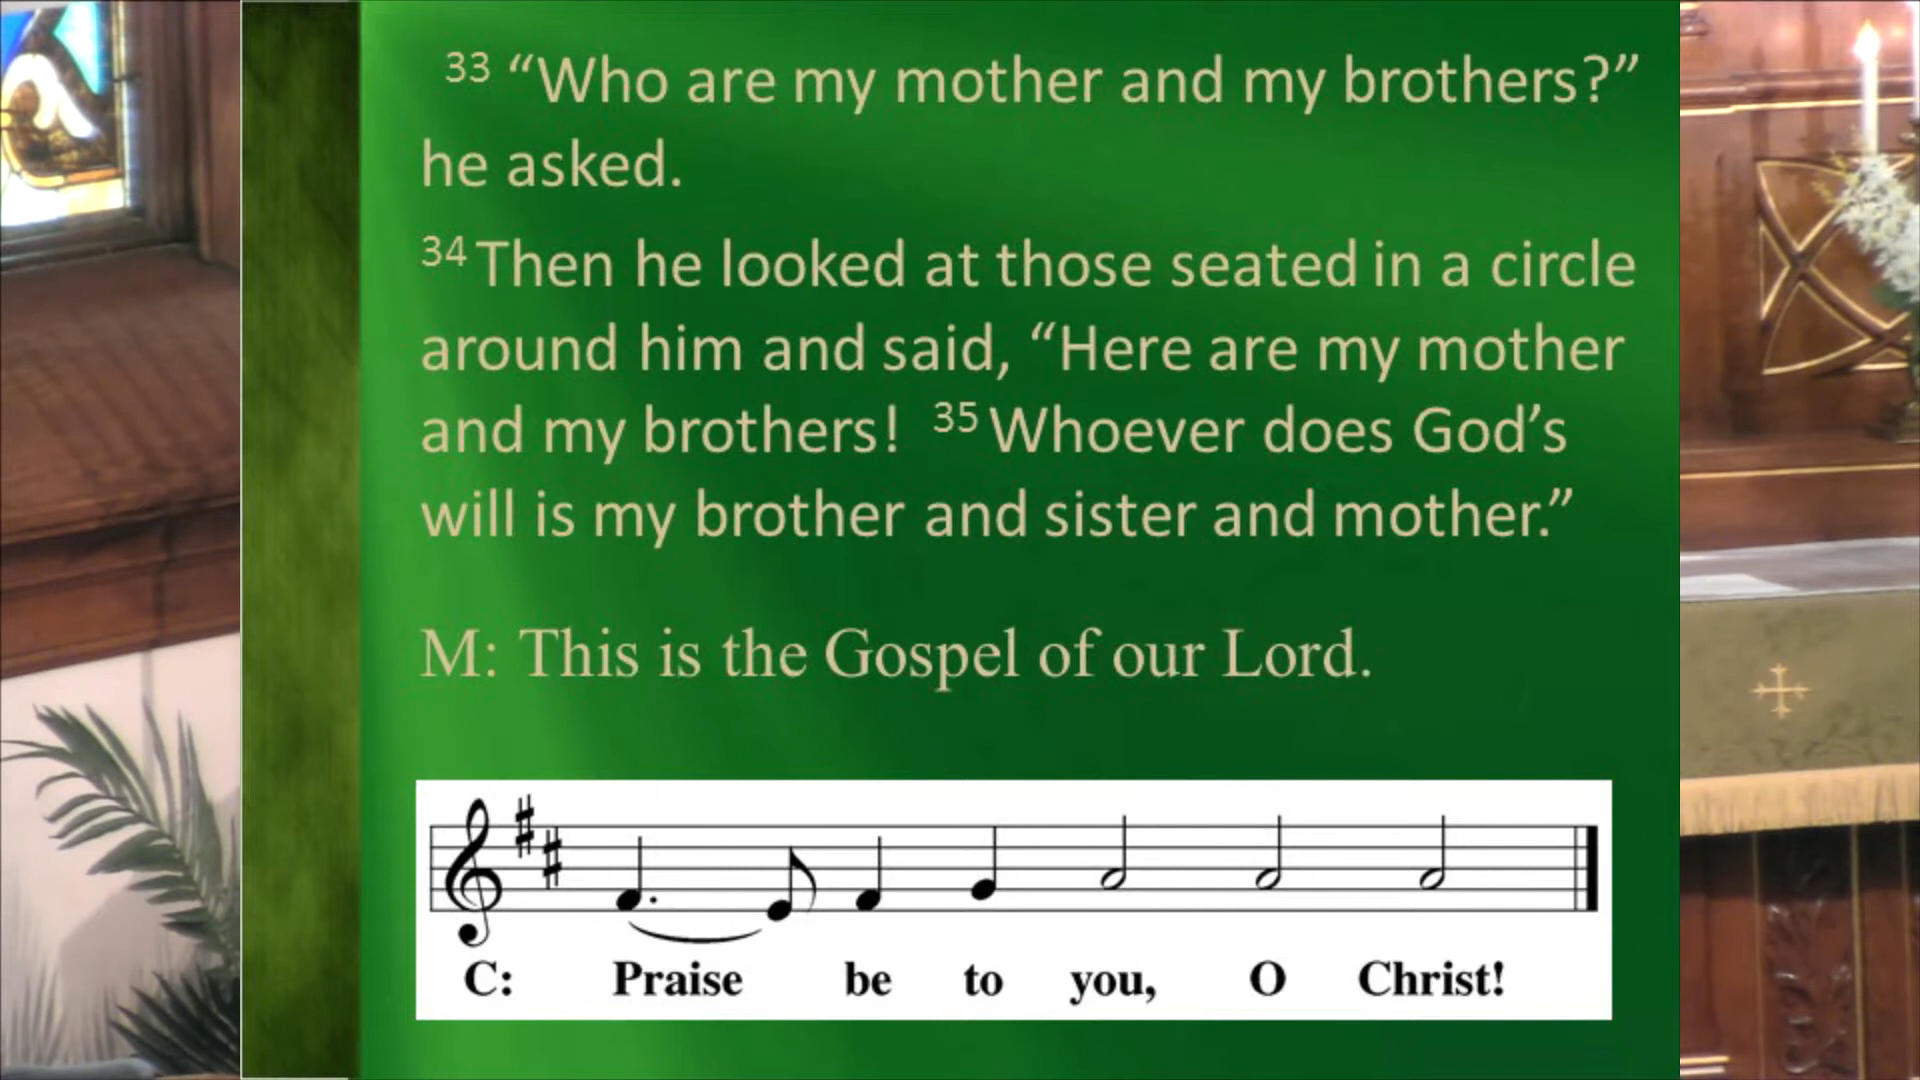 33 “Who are my mother and my brothers?”
he asked.
34 Then he looked at those seated in a circle
around him and said, “Here are my mother
and my brothers! 35 Whoever does God’s
will is my brother and sister and mother.”
M: This is the Gospel of our Lord.
C: Praise be to you, O Christ!